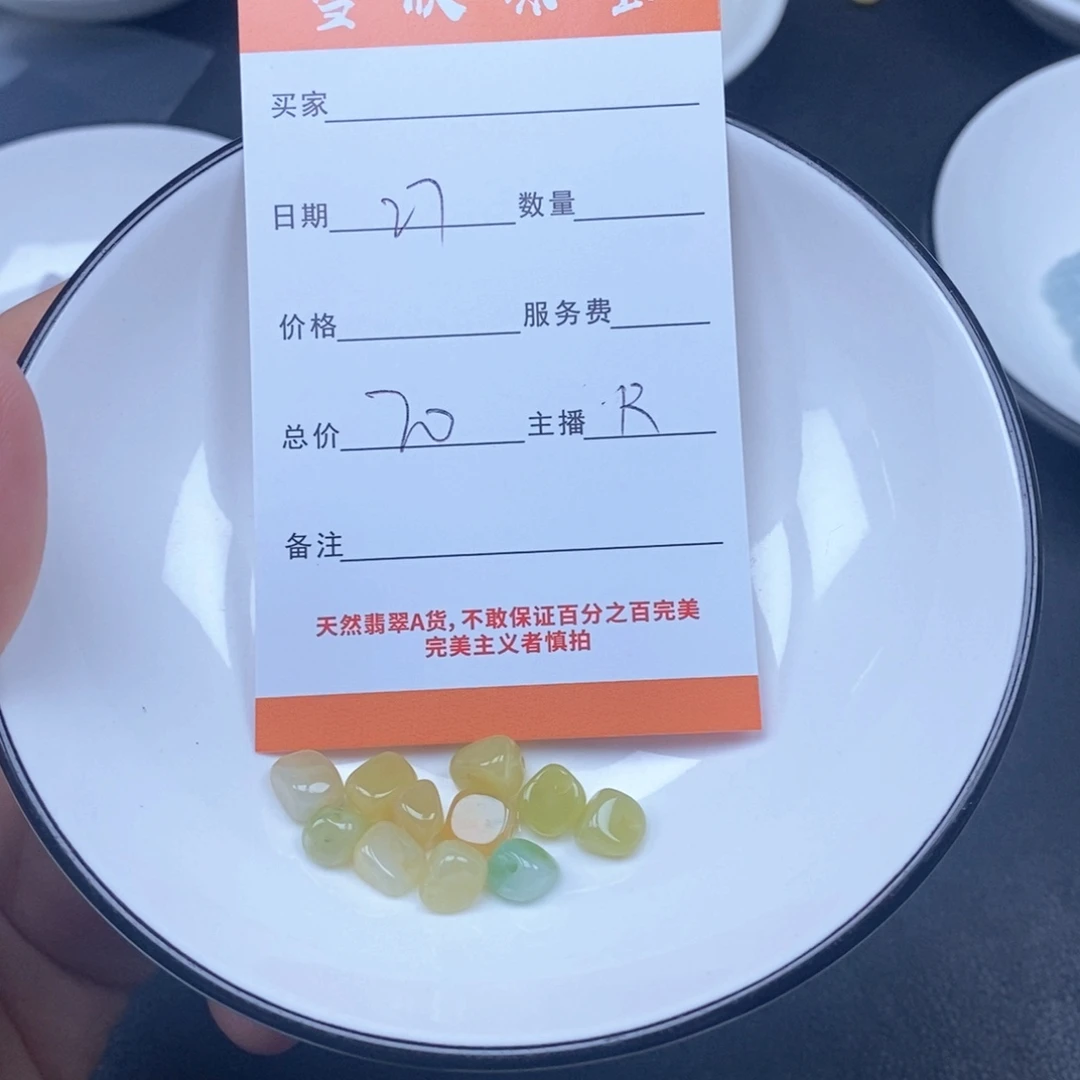 买家
日期 27 数量
价格 服务费
总价 70 主播 R
备注
天然翡翠A货,不敢保证百分之百完美
完美主义者慎拍